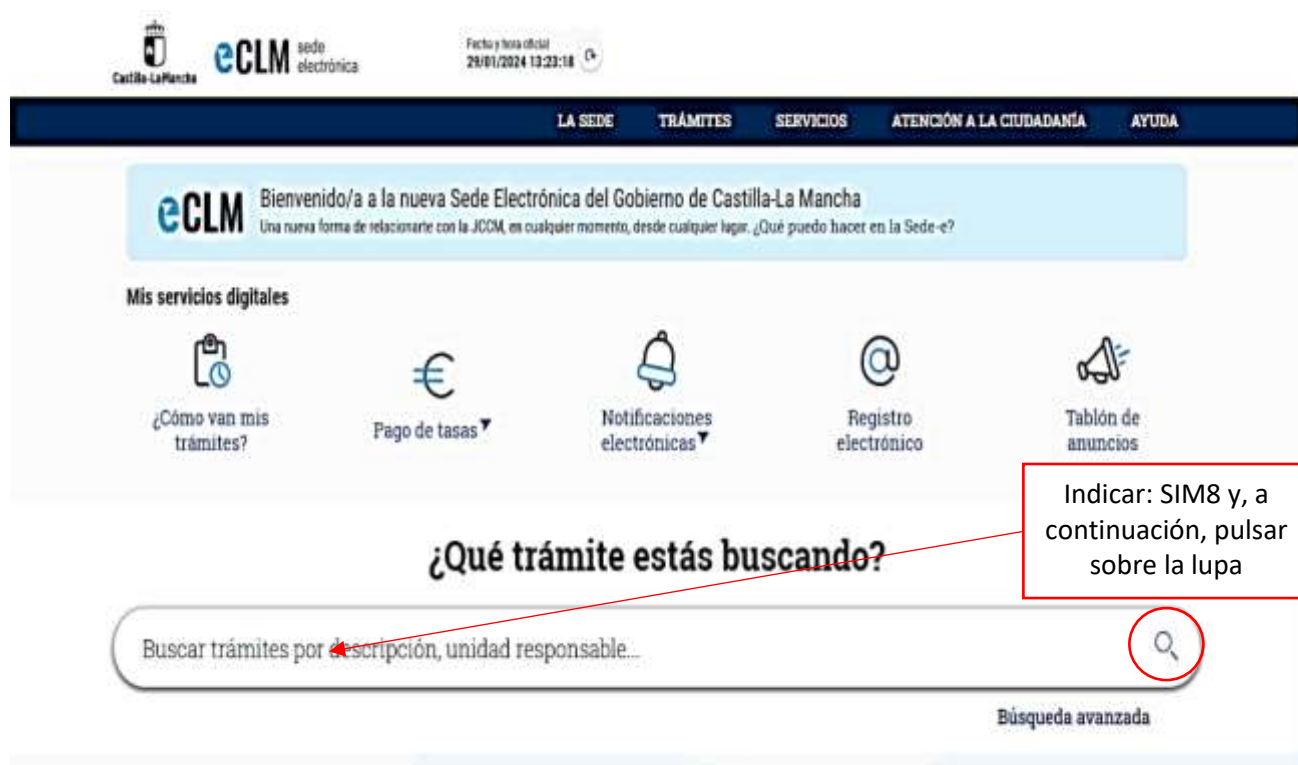 Castilla-LaMancha
eCLM sede
electrónica
Fecha y hora oficial
29/01/2024 13:23:18
LA SEDE TRÁMITES SERVICIOS ATENCIÓN A LA CIUDADANÍA AYUDA
eCLM
Bienvenido/a a la nueva Sede Electrónica del Gobierno de Castilla-La Mancha
Una nueva forma de relacionarte con la JCCM, en cualquier momento, desde cualquier lugar. ¿Qué puedo hacer en la Sede-e?
Mis servicios digitales
¿Cómo van mis
trámites?
Pago de tasas
Notificaciones
electrónicas
Registro
electrónico
Tablón de
anuncios
Indicar: SIM8 y, a
continuación, pulsar
sobre la lupa
¿Qué trámite estás buscando?
Buscar trámites por descripción, unidad responsable...
Búsqueda avanzada